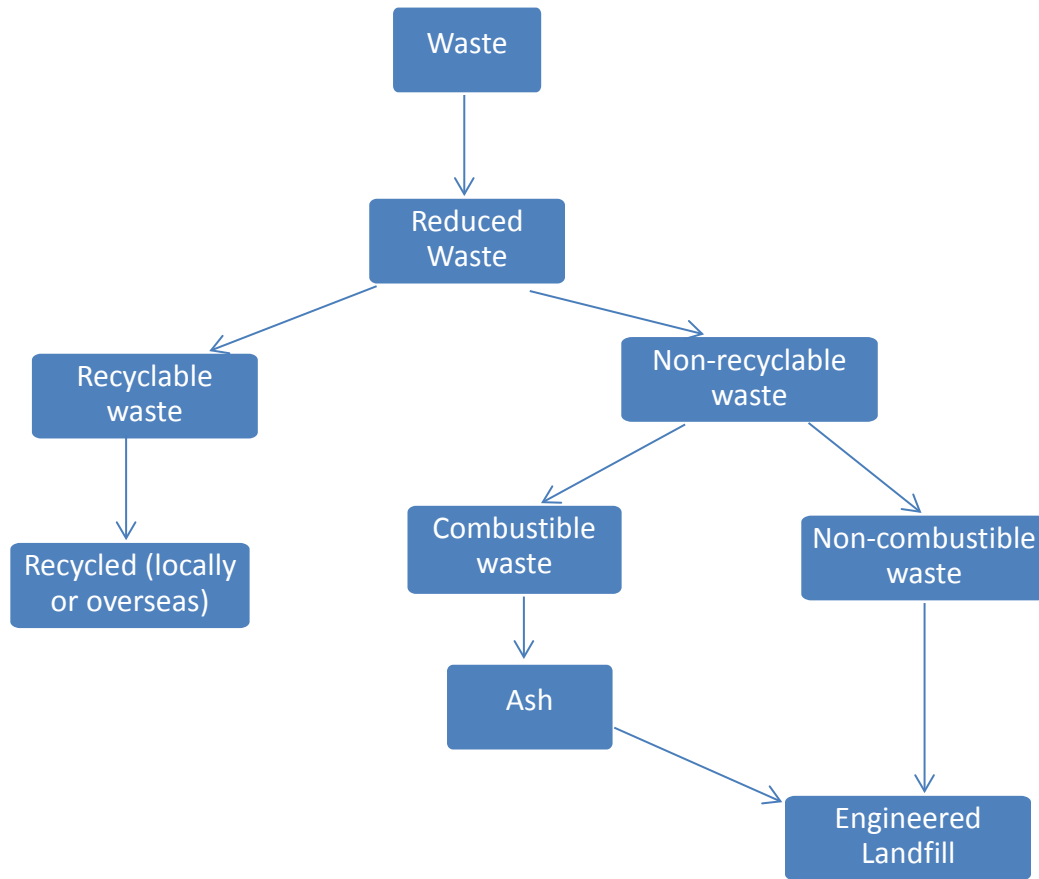 Waste
Reduced
Waste
Recyclable
waste
Non-recyclable
waste
Combustible
waste
Non-combustible
waste
Recycled (locally
or overseas)
Ash
Engineered
Landfill